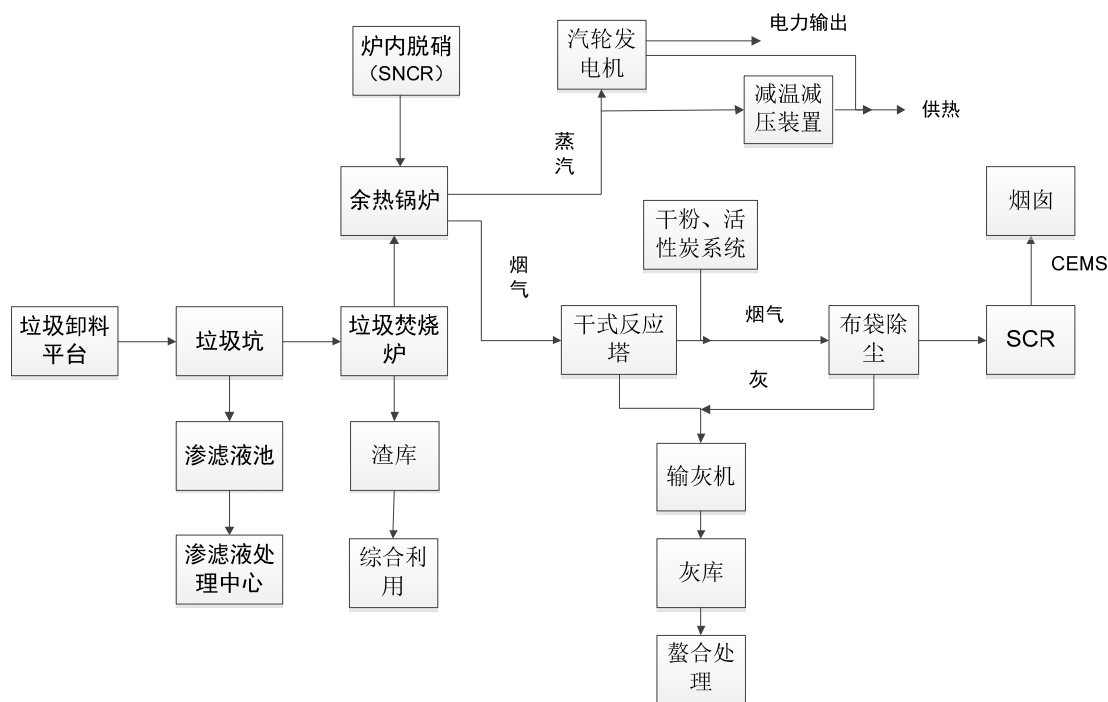 炉内脱硝
（SNCR）
汽轮发
电机
电力输出
减温减
压装置
供热
蒸
汽
余热锅炉
干粉、活
性炭系统
烟囱
烟
气
CEMS
垃圾卸料
平台
垃圾坑
垃圾焚烧
炉
干式反应
塔
烟气
布袋除
尘
SCR
灰
渗滤液池
渣库
输灰机
渗滤液处
理中心
综合利
用
灰库
螯合处
理